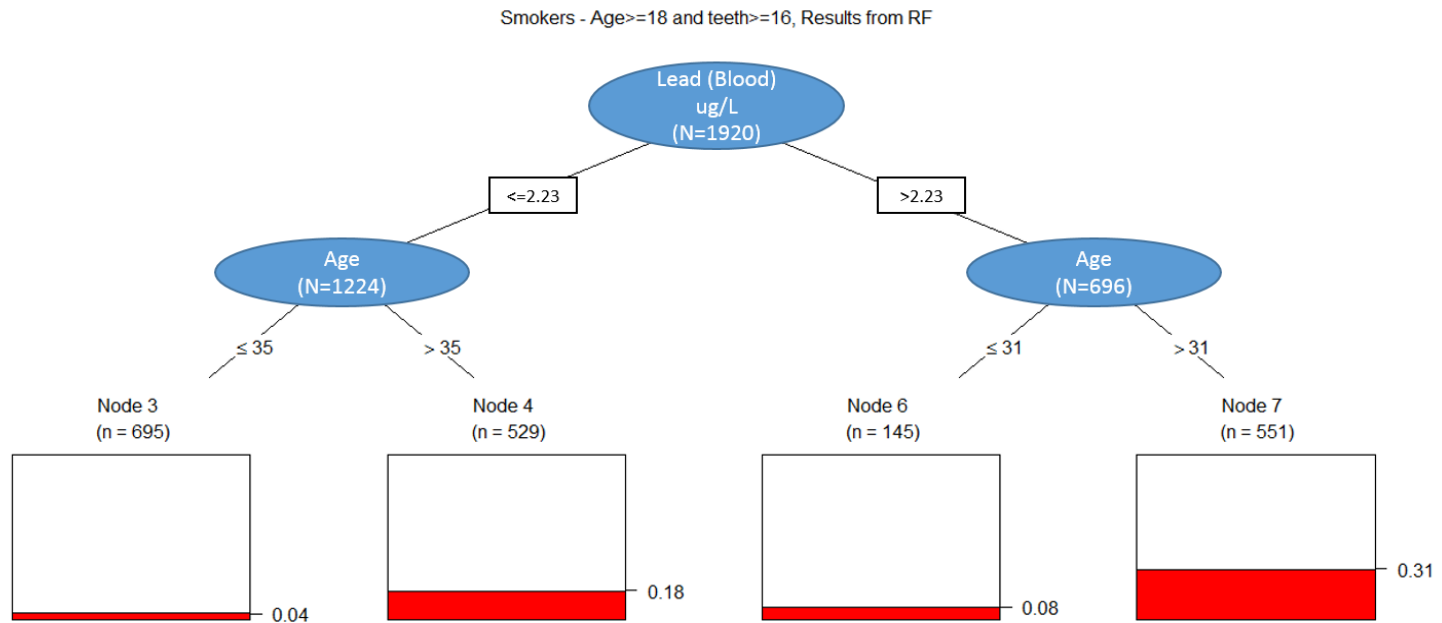 Smokers - Age>=18 and teeth>=16, Results from RF
Lead (Blood)
ug/L
(N=1920)
<=2.23
>2.23
Age
(N=1224)
Age
(N=696)
≤ 35
> 35
≤ 31
> 31
Node 3
(n = 695)
Node 4
(n = 529)
Node 6
(n = 145)
Node 7
(n = 551)
0.04
0.18
0.08
0.31